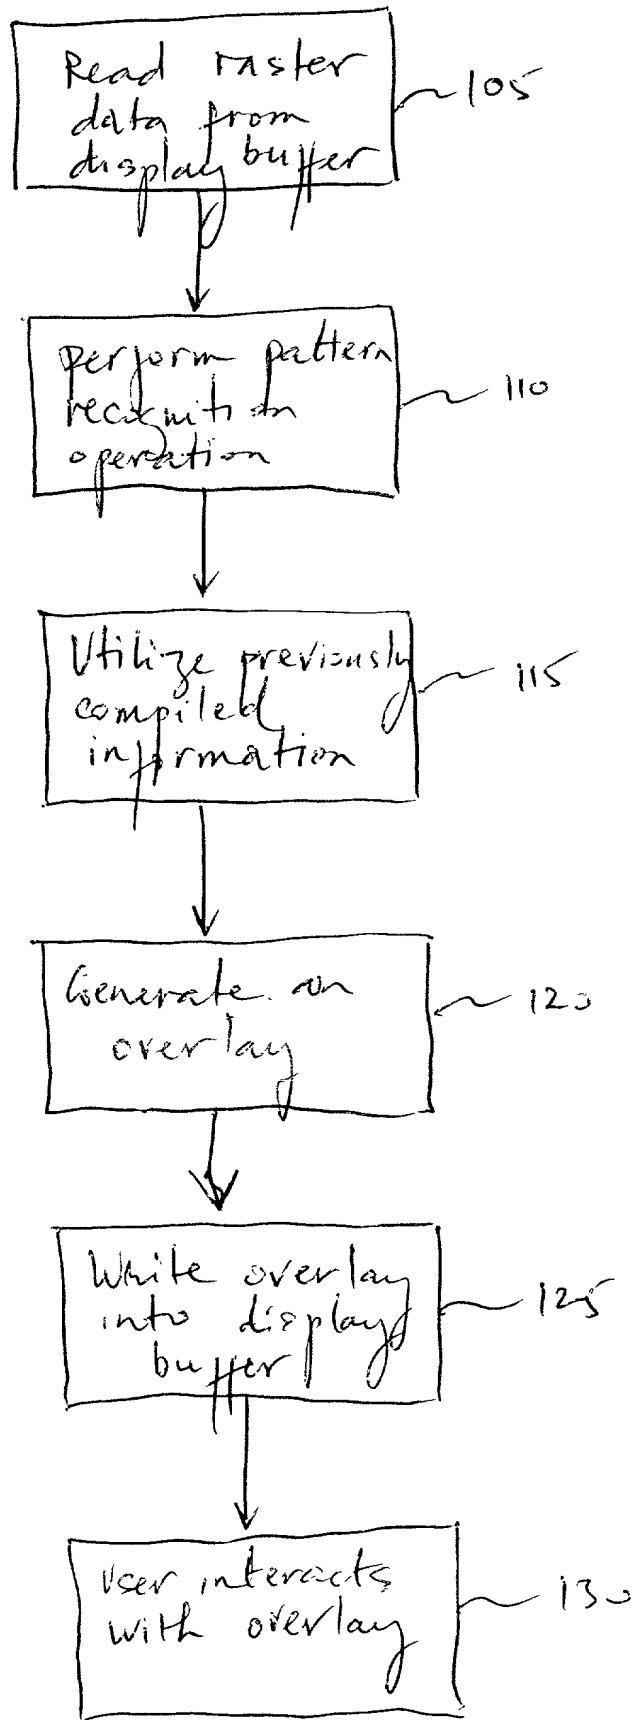 Read raster
data from
display buffer
105
perform pattern
recognition
operation
110
Utilize previously
compiled
information
115
Generate an
overlay
120
Write overlay
into display
buffer
125
User interacts
with overlay
130